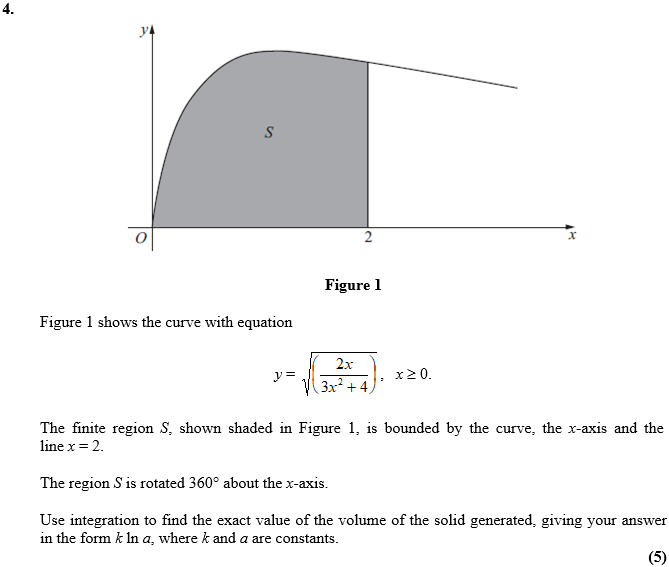 4.
y
S
O
2
x
Figure 1
Figure 1 shows the curve with equation
y = √(2x / (3x² + 4)), x ≥ 0.
The finite region S, shown shaded in Figure 1, is bounded by the curve, the x-axis and the
line x = 2.
The region S is rotated 360° about the x-axis.
Use integration to find the exact value of the volume of the solid generated, giving your answer
in the form k ln a, where k and a are constants.
(5)